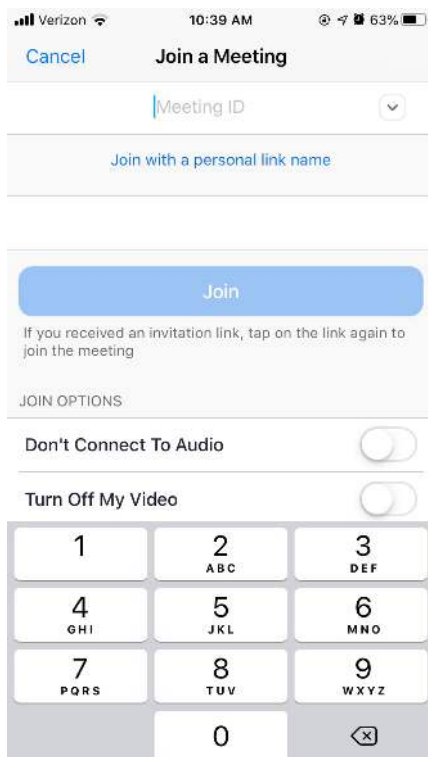 Verizon 10:39 AM 63%
Cancel Join a Meeting
Meeting ID
Join with a personal link name
Join
If you received an invitation link, tap on the link again to
join the meeting
JOIN OPTIONS
Don't Connect To Audio
Turn Off My Video
1 2 3
ABC DEF
4 5 6
GHI JKL MNO
7 8 9
PQRS TUV WXYZ
0